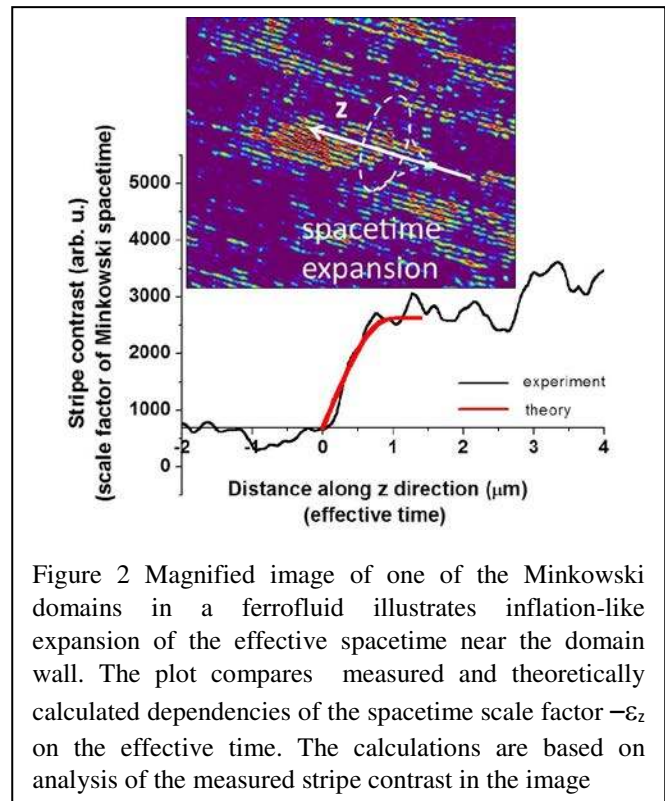 z
spacetime
expansion
5000
4000
3000
2000
1000
0
Stripe contrast (arb. u.)
(scale factor of Minkowski spacetime)
experiment
theory
-2
-1
0
1
2
3
4
Distance along z direction (μm)
(effective time)
Figure 2 Magnified image of one of the Minkowski
domains in a ferrofluid illustrates inflation-like
expansion of the effective spacetime near the domain
wall. The plot compares measured and theoretically
calculated dependencies of the spacetime scale factor −εz
on the effective time. The calculations are based on
analysis of the measured stripe contrast in the image